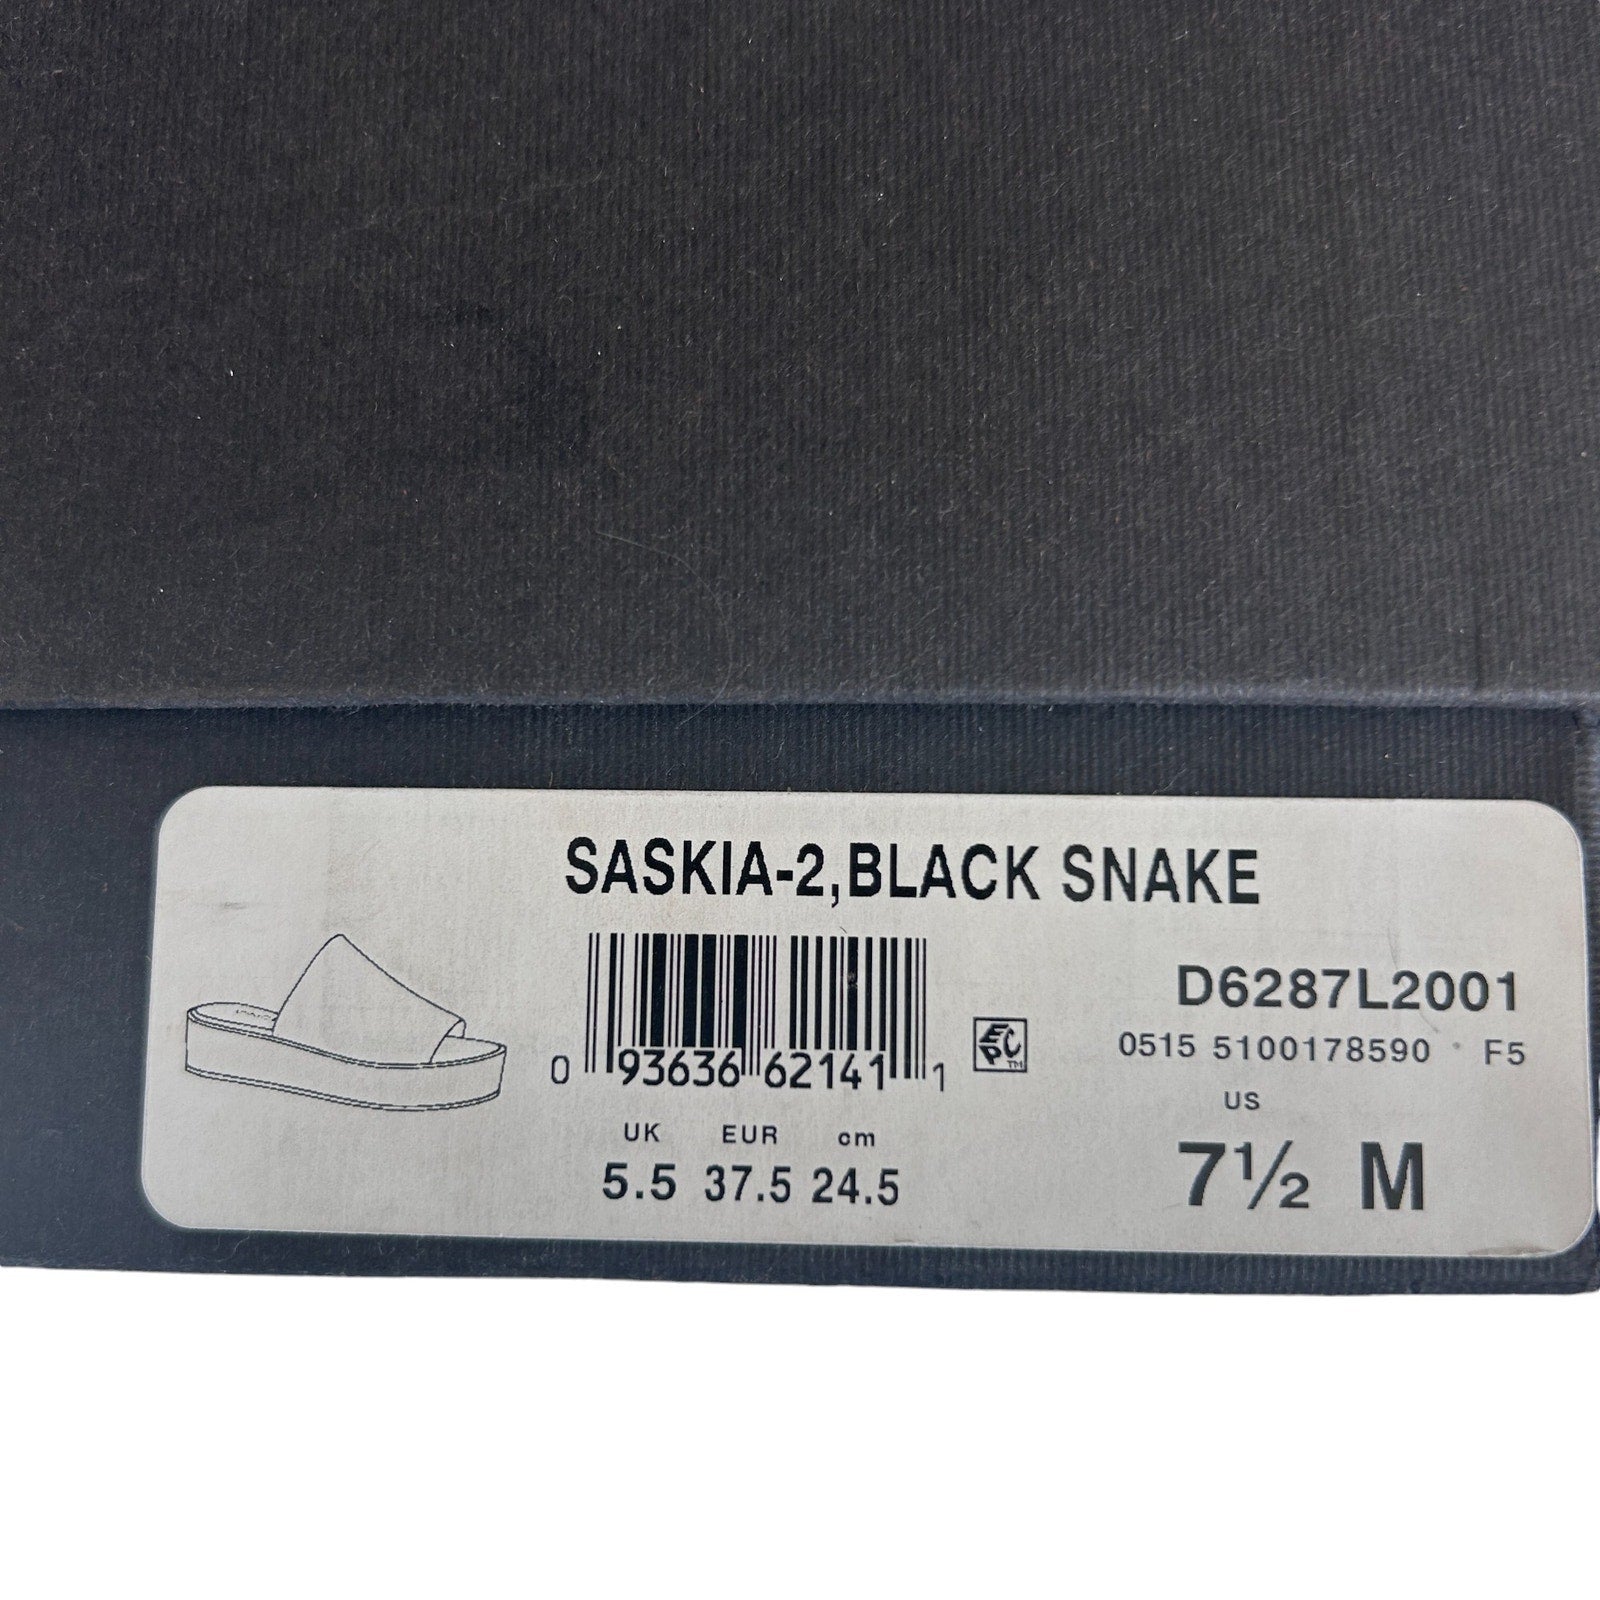 SASKIA-2,BLACK SNAKE
D6287L2001
0 93636 62141 1
EPC™
0515 5100178590 F5
US
UK EUR cm
5.5 37.5 24.5
7½ M